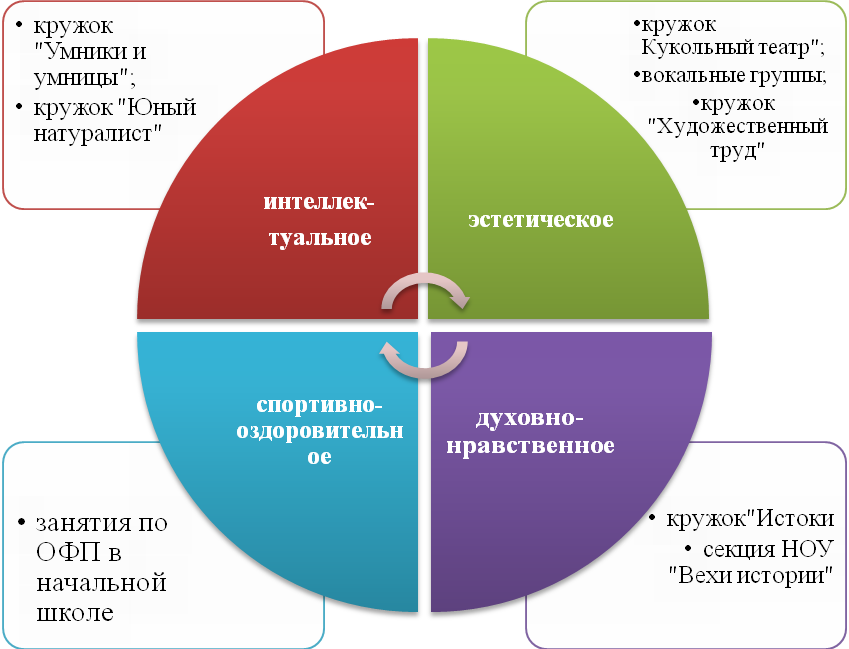 • кружок
"Умники и
умницы";
• кружок "Юный
натуралист"
•кружок
Кукольный театр";
•вокальные группы;
•кружок
"Художественный
труд"
интеллек-
туальное
эстетическое
спортивно-
оздоровительн
ое
духовно-
нравственное
• занятия по
ОФП в
начальной
школе
• кружок"Истоки
• секция НОУ
"Вехи истории"